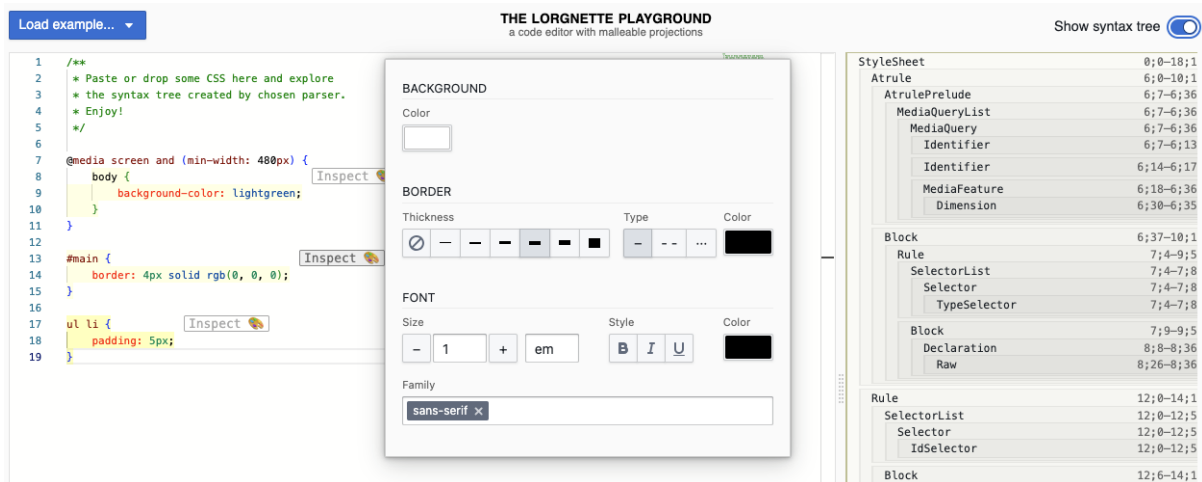 Load example...
THE LORGNETTE PLAYGROUND
a code editor with malleable projections
Show syntax tree
1 /**
2 * Paste or drop some CSS here and explore
3 * the syntax tree created by chosen parser.
4 * Enjoy!
5 */
6
7 @media screen and (min-width: 480px) {
8 body {
Inspect
9 background-color: lightgreen;
10 }
11 }
12
13 #main {
Inspect
14 border: 4px solid rgb(0, 0, 0);
15 }
16
17 ul li {
Inspect
18 padding: 5px;
19 }
BACKGROUND
Color
BORDER
Thickness Type Color
FONT
Size Style Color
− 1 + em B I U
Family
sans-serif ×
StyleSheet 0;0–18;1
Atrule 6;0–10;1
AtrulePrelude 6;7–6;36
MediaQueryList 6;7–6;36
MediaQuery 6;7–6;36
Identifier 6;7–6;13
Identifier 6;14–6;17
MediaFeature 6;18–6;36
Dimension 6;30–6;35
Block 6;37–10;1
Rule 7;4–9;5
SelectorList 7;4–7;8
Selector 7;4–7;8
TypeSelector 7;4–7;8
Block 7;9–9;5
Declaration 8;8–8;36
Raw 8;26–8;36
Rule 12;0–14;1
SelectorList 12;0–12;5
Selector 12;0–12;5
IdSelector 12;0–12;5
Block 12;6–14;1